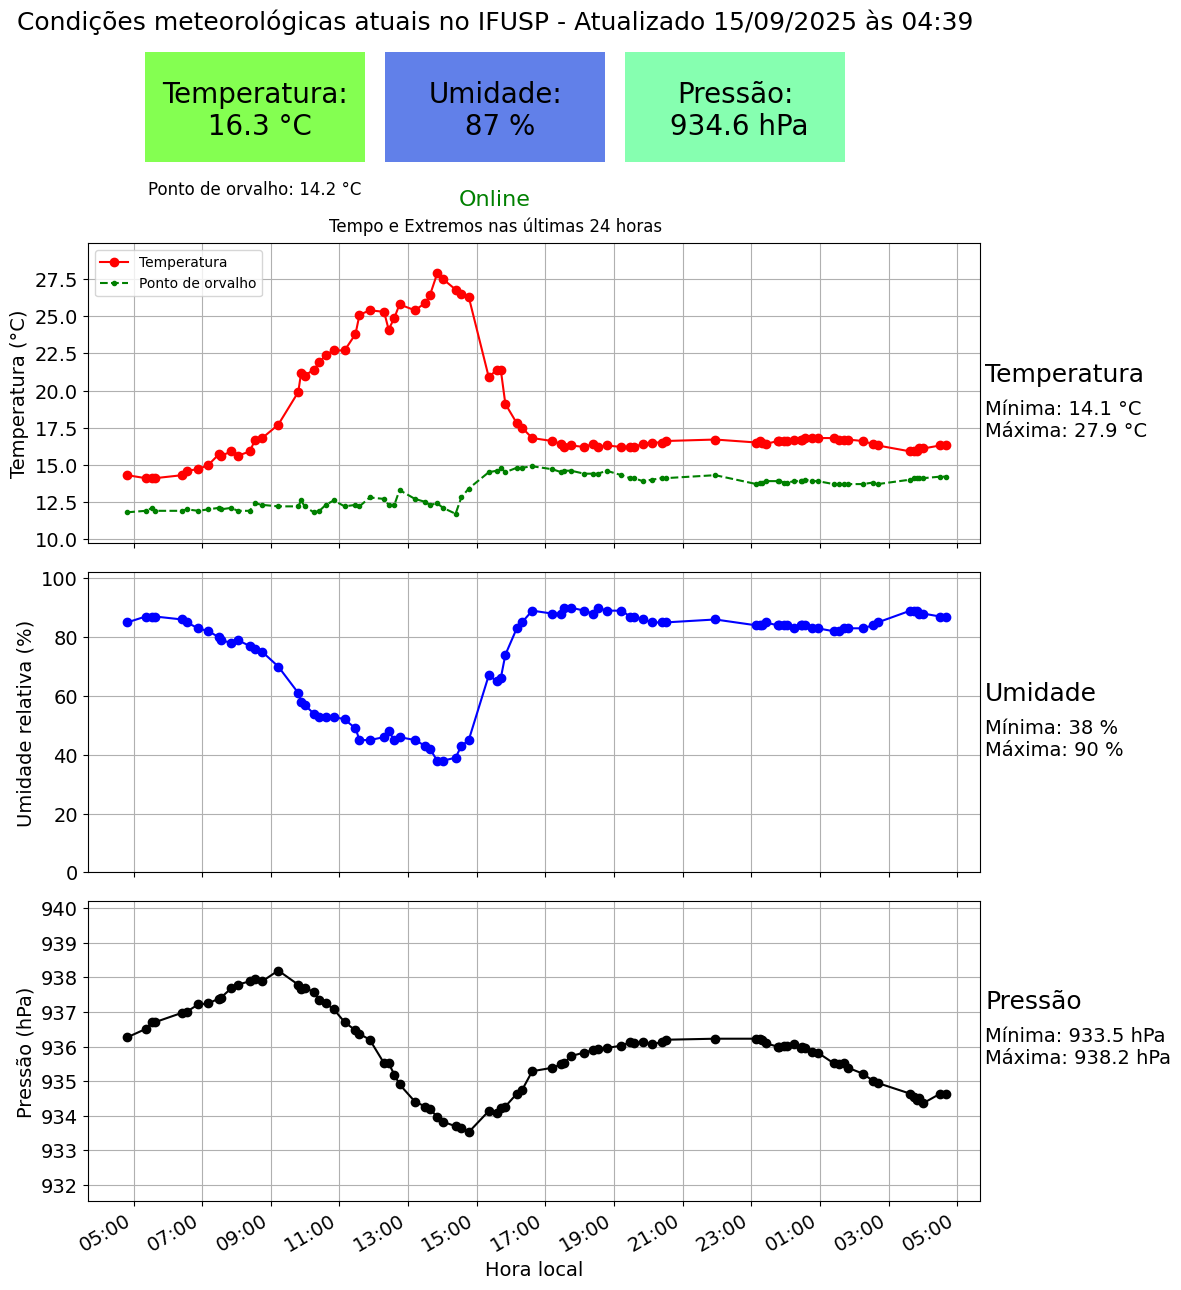 Condições meteorológicas atuais no IFUSP - Atualizado 15/09/2025 às 04:39
Temperatura:
16.3 °C
Umidade:
87 %
Pressão:
934.6 hPa
Ponto de orvalho: 14.2 °C
Online
Tempo e Extremos nas últimas 24 horas
Temperatura
Ponto de orvalho
Temperatura (°C)
27.5
25.0
22.5
20.0
17.5
15.0
12.5
10.0
Temperatura
Mínima: 14.1 °C
Máxima: 27.9 °C
Umidade relativa (%)
100
80
60
40
20
0
Umidade
Mínima: 38 %
Máxima: 90 %
Pressão (hPa)
940
939
938
937
936
935
934
933
932
Pressão
Mínima: 933.5 hPa
Máxima: 938.2 hPa
05:00 07:00 09:00 11:00 13:00 15:00 17:00 19:00 21:00 23:00 01:00 03:00 05:00
Hora local